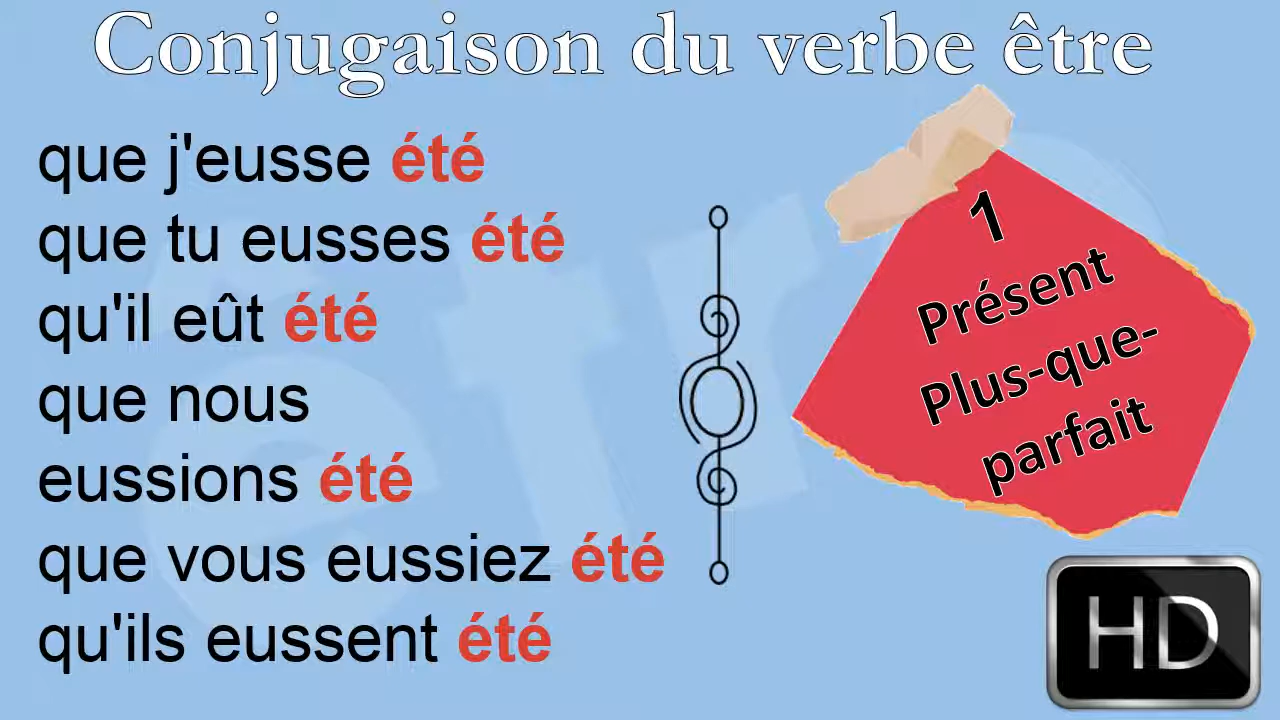 Conjugaison du verbe être
que j'eusse été
que tu eusses été
qu'il eût été
que nous
eussions été
que vous eussiez été
qu'ils eussent été
1
Présent
Plus-que-
parfait
HD